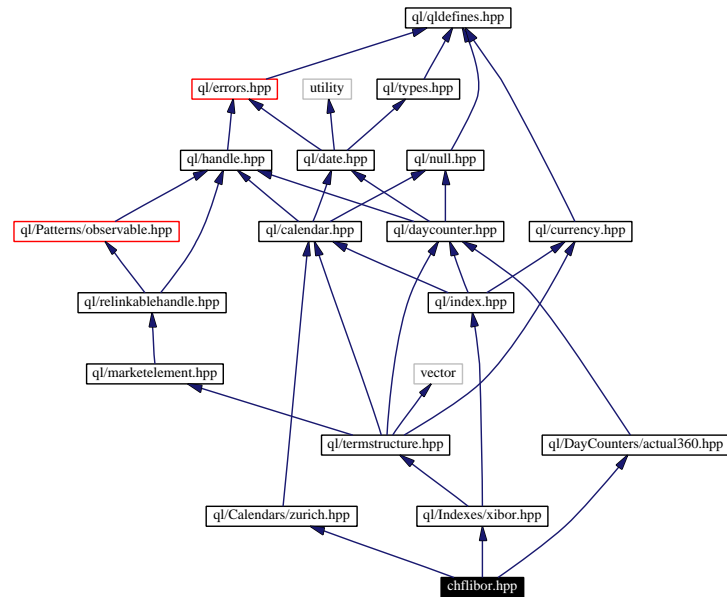 ql/qldefines.hpp
ql/errors.hpp
utility
ql/types.hpp
ql/handle.hpp
ql/date.hpp
ql/null.hpp
ql/Patterns/observable.hpp
ql/calendar.hpp
ql/daycounter.hpp
ql/currency.hpp
ql/relinkablehandle.hpp
ql/index.hpp
ql/marketelement.hpp
vector
ql/termstructure.hpp
ql/DayCounters/actual360.hpp
ql/Calendars/zurich.hpp
ql/Indexes/xibor.hpp
chflibor.hpp